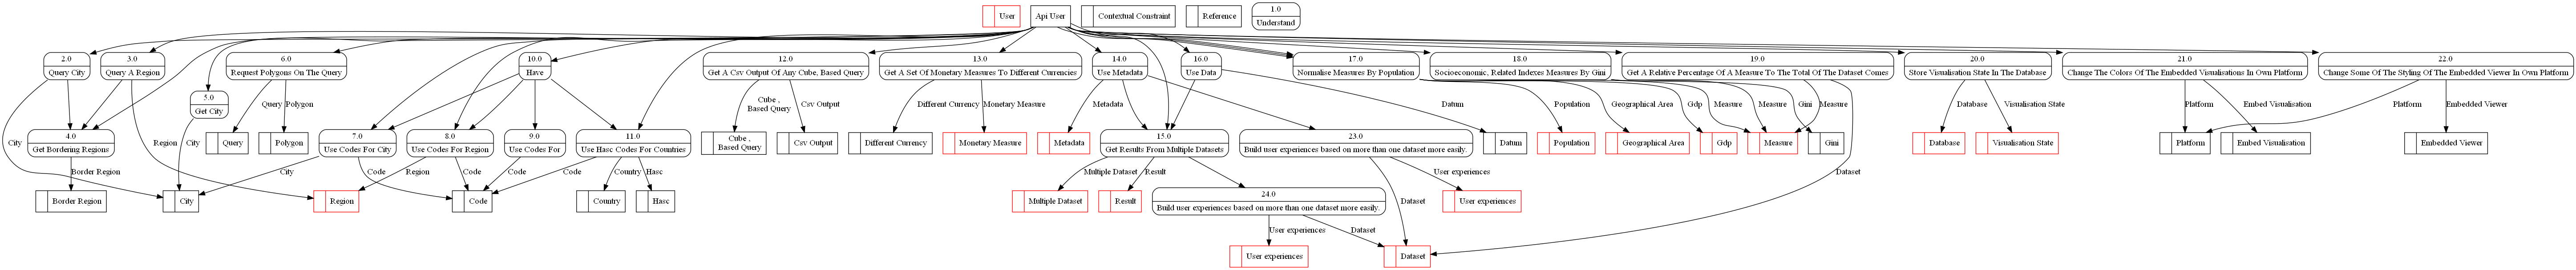 User
Api User
Contextual Constraint
Reference
1.0
Understand
2.0
Query City
3.0
Query A Region
6.0
Request Polygons On The Query
10.0
Have
12.0
Get A Csv Output Of Any Cube, Based Query
13.0
Get A Set Of Monetary Measures To Different Currencies
14.0
Use Metadata
16.0
Use Data
17.0
Normalise Measures By Population
18.0
Socioeconomic, Related Indexes Measures By Gini
19.0
Get A Relative Percentage Of A Measure To The Total Of The Dataset Comes
20.0
Store Visualisation State In The Database
21.0
Change The Colors Of The Embedded Visualisations In Own Platform
22.0
Change Some Of The Styling Of The Embedded Viewer In Own Platform
5.0
Get City
Query
Polygon
Cube ,
Based Query
Csv Output
Different Currency
Monetary Measure
Metadata
Datum
Population
Geographical Area
Gdp
Measure
Measure
Gini
Measure
Database
Visualisation State
Platform
Embed Visualisation
Platform
Embedded Viewer
City
4.0
Get Bordering Regions
Region
City
Query
Polygon
7.0
Use Codes For City
8.0
Use Codes For Region
9.0
Use Codes For
11.0
Use Hasc Codes For Countries
Cube ,
Based Query
Csv Output
Different Currency
Monetary Measure
Metadata
15.0
Get Results From Multiple Datasets
23.0
Build user experiences based on more than one dataset more easily.
Datum
Population
Geographical Area
Gdp
Measure
Gini
Database
Visualisation State
Platform
Embed Visualisation
Embedded Viewer
Border Region
City
Code
Region
Code
Code
Code
Country
Hasc
Multiple Dataset
Result
User experiences
Dataset
Border Region
City
Region
Code
Country
Hasc
Multiple Dataset
Result
24.0
Build user experiences based on more than one dataset more easily.
Dataset
User experiences
User experiences
Dataset
User experiences
Dataset